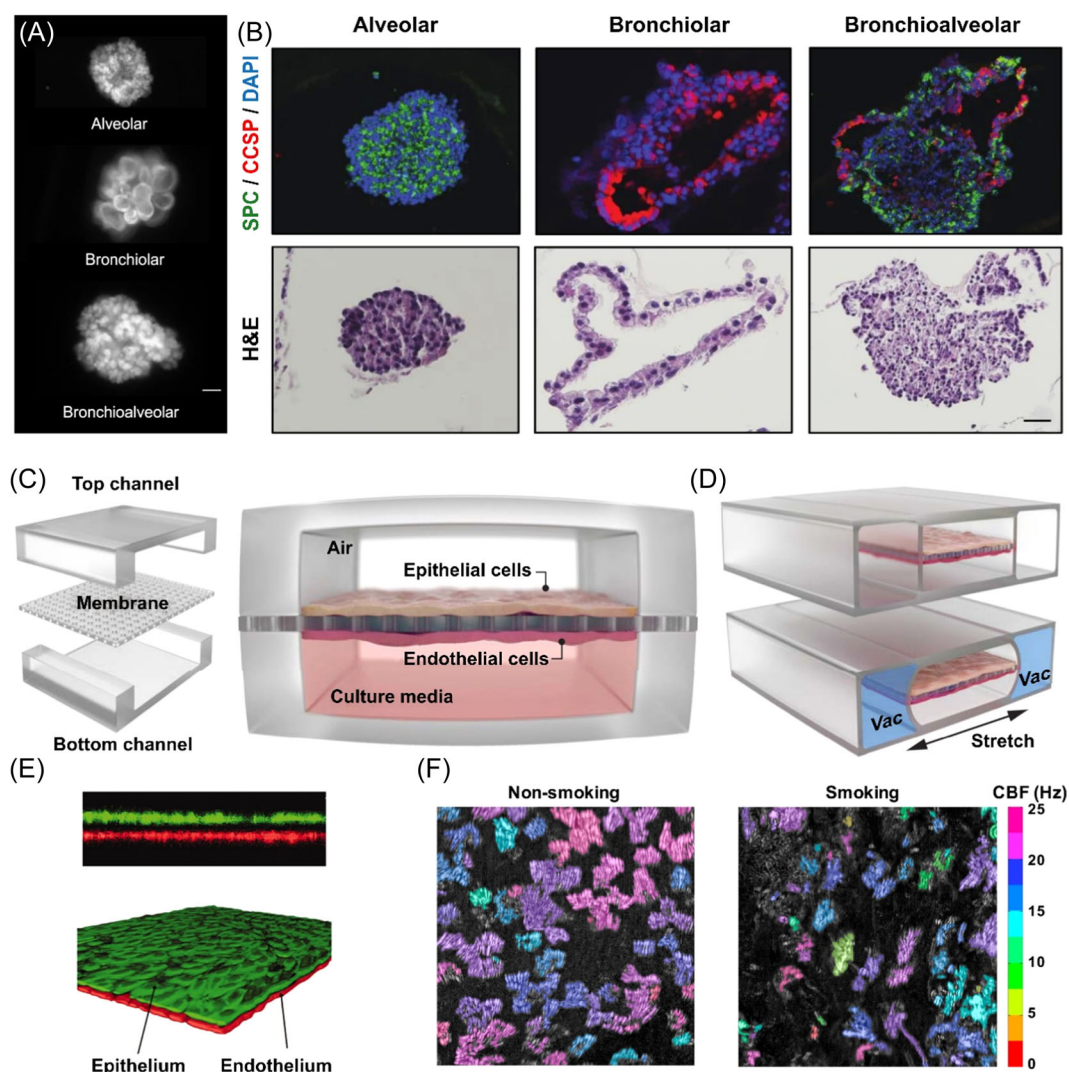 (A)
Alveolar
Bronchiolar
Bronchioalveolar
(B)
Alveolar
Bronchiolar
Bronchioalveolar
SPC / CCSP / DAPI
H&E
(C)
Top channel
Membrane
Bottom channel
Air
Epithelial cells
Endothelial cells
Culture media
(D)
Vac
Vac
Stretch
(E)
Epithelium
Endothelium
(F)
Non-smoking
Smoking
CBF (Hz)
25
20
15
10
5
0